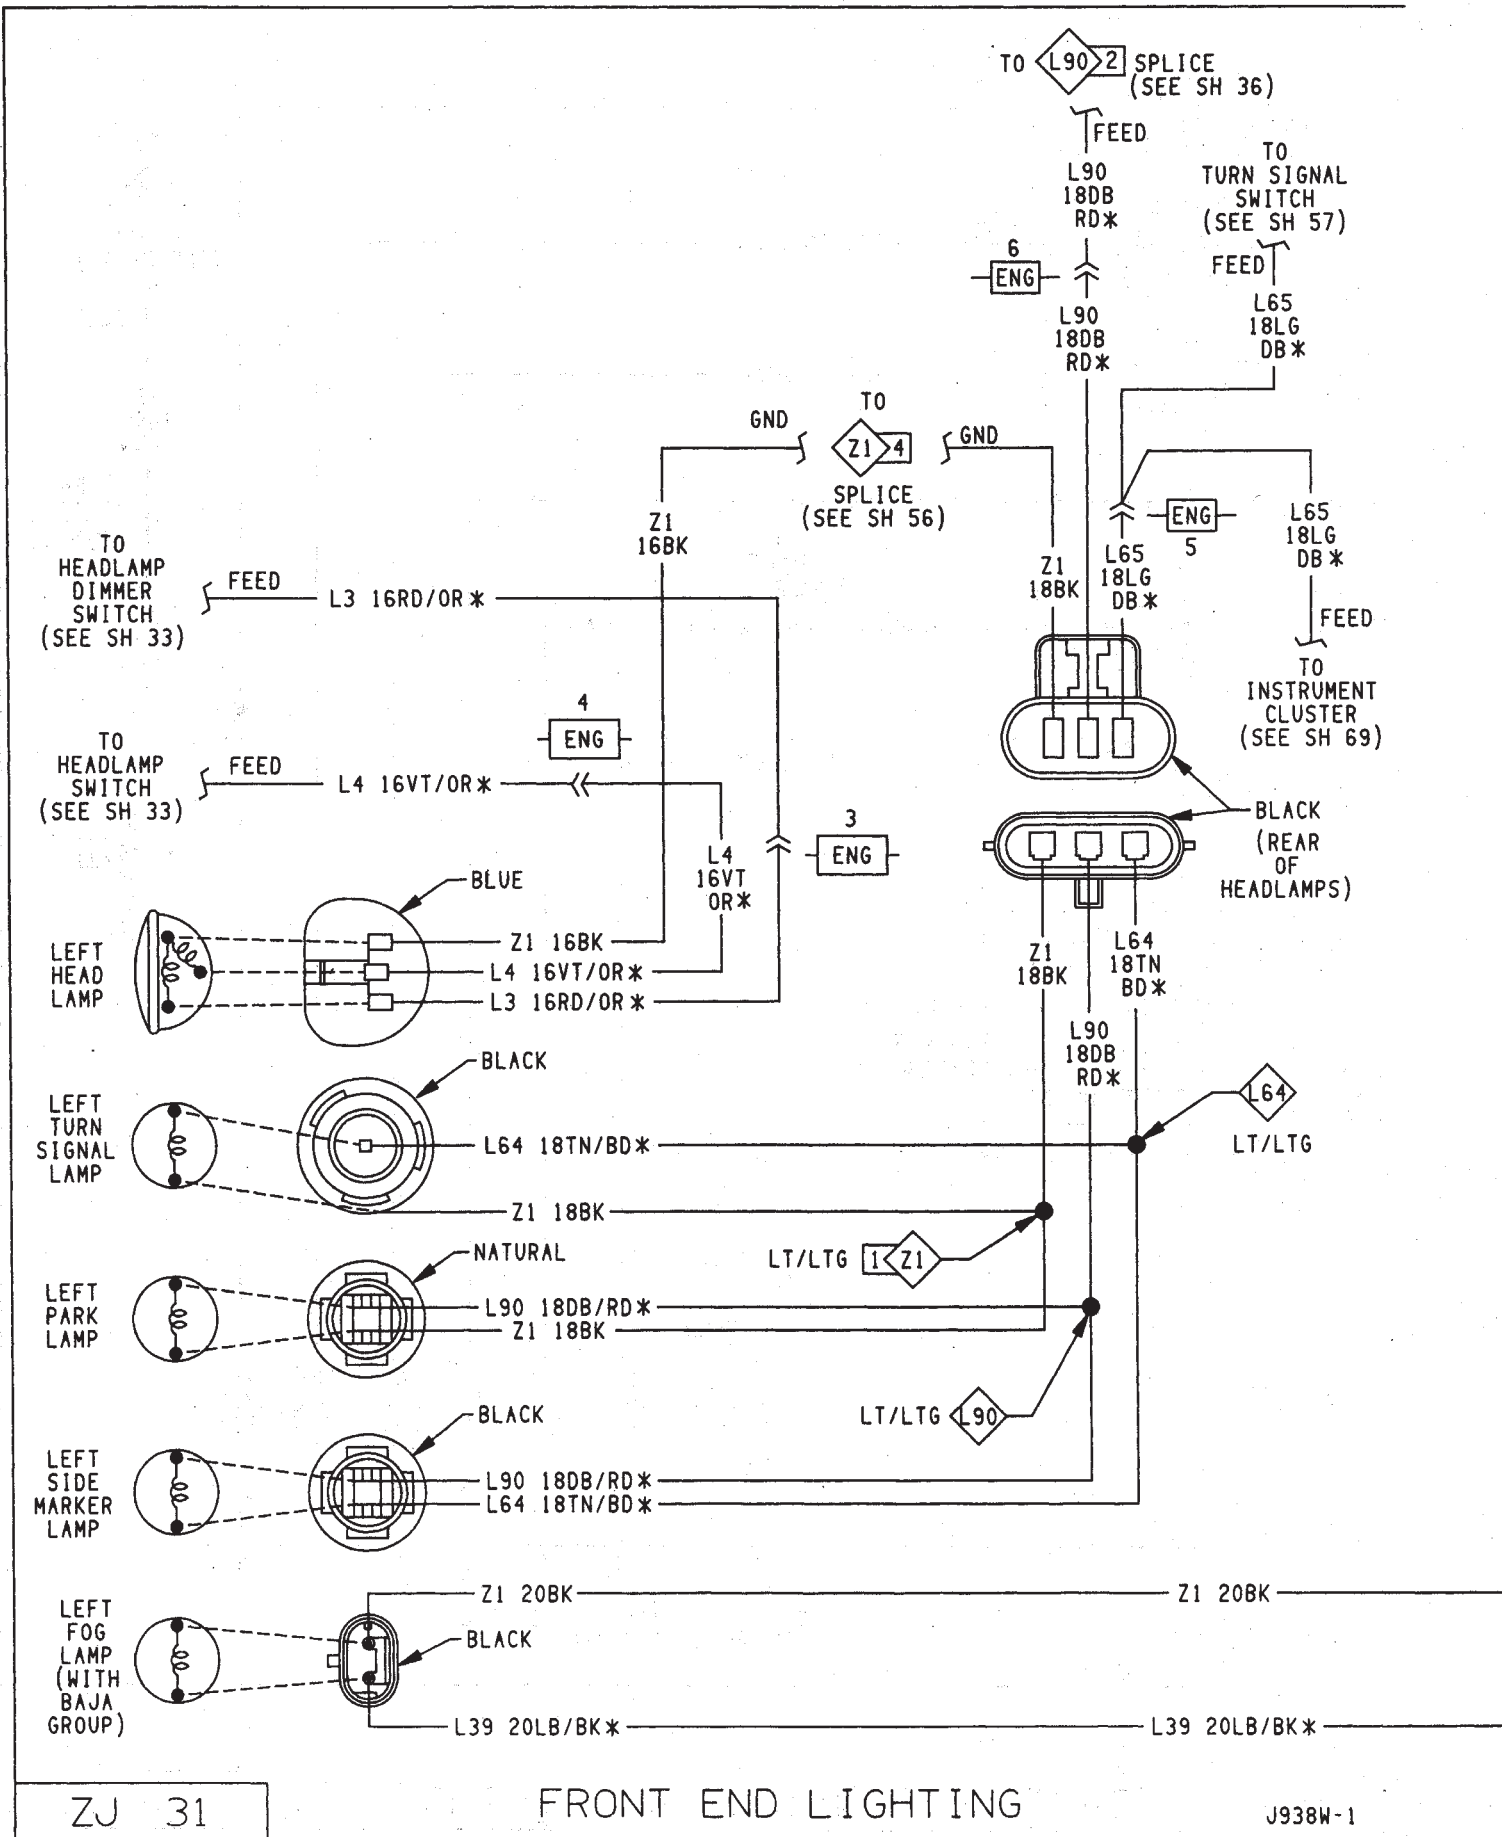 TO L90 2 SPLICE
(SEE SH 36)
FEED
L90
18DB
RD*
TO
TURN SIGNAL
SWITCH
(SEE SH 57)
FEED
6
ENG
L65
18LG
DB*
L90
18DB
RD*
TO
GND
Z1 4
GND
SPLICE
(SEE SH 56)
Z1
16BK
ENG
5
L65
18LG
DB*
Z1
18BK
L65
18LG
DB*
FEED
TO
INSTRUMENT
CLUSTER
(SEE SH 69)
TO
HEADLAMP
DIMMER
SWITCH
(SEE SH 33)
FEED
L3 16RD/OR*
4
ENG
TO
HEADLAMP
SWITCH
(SEE SH 33)
FEED
L4 16VT/OR*
3
ENG
L4
16VT
OR*
BLACK
(REAR
OF
HEADLAMPS)
BLUE
LEFT
HEAD
LAMP
Z1 16BK
L4 16VT/OR*
L3 16RD/OR*
Z1
18BK
L64
18TN
BD*
L90
18DB
RD*
BLACK
L64
LT/LTG
LEFT
TURN
SIGNAL
LAMP
L64 18TN/BD*
Z1 18BK
LT/LTG 1 Z1
NATURAL
LEFT
PARK
LAMP
L90 18DB/RD*
Z1 18BK
LT/LTG L90
BLACK
LEFT
SIDE
MARKER
LAMP
L90 18DB/RD*
L64 18TN/BD*
Z1 20BK
Z1 20BK
LEFT
FOG
LAMP
(WITH
BAJA
GROUP)
BLACK
L39 20LB/BK*
L39 20LB/BK*
ZJ 31
FRONT END LIGHTING
J938W-1